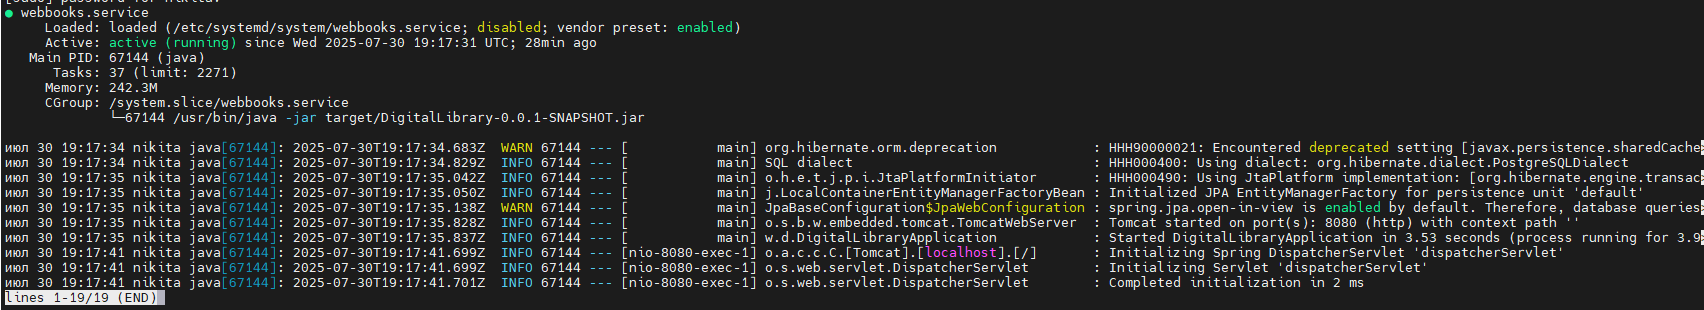 ● webbooks.service
Loaded: loaded (/etc/systemd/system/webbooks.service; disabled; vendor preset: enabled)
Active: active (running) since Wed 2025-07-30 19:17:31 UTC; 28min ago
Main PID: 67144 (java)
Tasks: 37 (limit: 2271)
Memory: 242.3M
CGroup: /system.slice/webbooks.service
└─67144 /usr/bin/java -jar target/DigitalLibrary-0.0.1-SNAPSHOT.jar
июл 30 19:17:34 nikita java[67144]: 2025-07-30T19:17:34.683Z  WARN 67144 --- [           main] org.hibernate.orm.deprecation            : HHH90000021: Encountered deprecated setting [javax.persistence.sharedCache>
июл 30 19:17:34 nikita java[67144]: 2025-07-30T19:17:34.829Z  INFO 67144 --- [           main] SQL dialect                              : HHH000400: Using dialect: org.hibernate.dialect.PostgreSQLDialect
июл 30 19:17:35 nikita java[67144]: 2025-07-30T19:17:35.042Z  INFO 67144 --- [           main] o.h.e.t.j.p.i.JtaPlatformInitiator       : HHH000490: Using JtaPlatform implementation: [org.hibernate.engine.transac>
июл 30 19:17:35 nikita java[67144]: 2025-07-30T19:17:35.050Z  INFO 67144 --- [           main] j.LocalContainerEntityManagerFactoryBean : Initialized JPA EntityManagerFactory for persistence unit 'default'
июл 30 19:17:35 nikita java[67144]: 2025-07-30T19:17:35.138Z  WARN 67144 --- [           main] JpaBaseConfiguration$JpaWebConfiguration : spring.jpa.open-in-view is enabled by default. Therefore, database queries>
июл 30 19:17:35 nikita java[67144]: 2025-07-30T19:17:35.828Z  INFO 67144 --- [           main] o.s.b.w.embedded.tomcat.TomcatWebServer  : Tomcat started on port(s): 8080 (http) with context path ''
июл 30 19:17:35 nikita java[67144]: 2025-07-30T19:17:35.837Z  INFO 67144 --- [           main] w.d.DigitalLibraryApplication            : Started DigitalLibraryApplication in 3.53 seconds (process running for 3.9>
июл 30 19:17:41 nikita java[67144]: 2025-07-30T19:17:41.699Z  INFO 67144 --- [nio-8080-exec-1] o.a.c.c.C.[Tomcat].[localhost].[/]       : Initializing Spring DispatcherServlet 'dispatcherServlet'
июл 30 19:17:41 nikita java[67144]: 2025-07-30T19:17:41.699Z  INFO 67144 --- [nio-8080-exec-1] o.s.web.servlet.DispatcherServlet        : Initializing Servlet 'dispatcherServlet'
июл 30 19:17:41 nikita java[67144]: 2025-07-30T19:17:41.701Z  INFO 67144 --- [nio-8080-exec-1] o.s.web.servlet.DispatcherServlet        : Completed initialization in 2 ms
lines 1-19/19 (END)